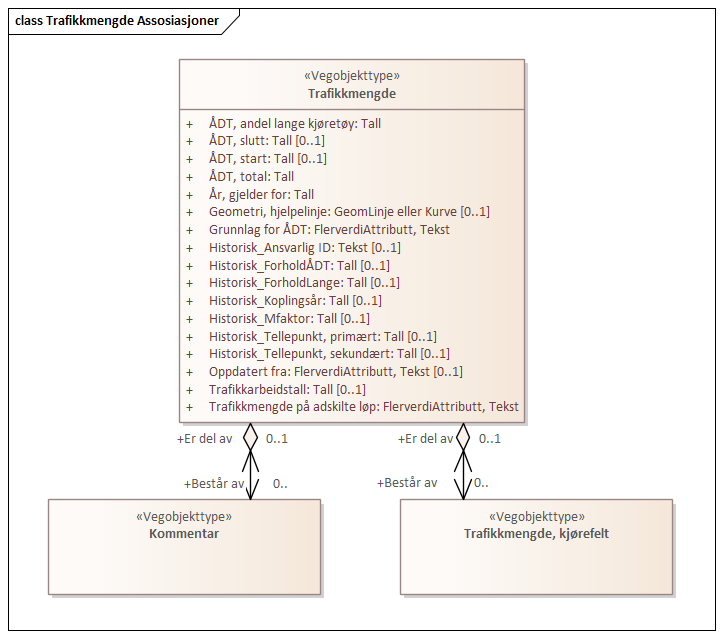 class Trafikkmengde Assosiasjoner
«Vegobjekttype»
Trafikkmengde
+ ÅDT, andel lange kjøretøy: Tall
+ ÅDT, slutt: Tall [0..1]
+ ÅDT, start: Tall [0..1]
+ ÅDT, total: Tall
+ År, gjelder for: Tall
+ Geometri, hjelpelinje: GeomLinje eller Kurve [0..1]
+ Grunnlag for ÅDT: FlerverdiAttributt, Tekst
+ Historisk_Ansvarlig ID: Tekst [0..1]
+ Historisk_ForholdÅDT: Tall [0..1]
+ Historisk_ForholdLange: Tall [0..1]
+ Historisk_Koplingsår: Tall [0..1]
+ Historisk_Mfaktor: Tall [0..1]
+ Historisk_Tellepunkt, primært: Tall [0..1]
+ Historisk_Tellepunkt, sekundært: Tall [0..1]
+ Oppdatert fra: FlerverdiAttributt, Tekst [0..1]
+ Trafikkarbeidstall: Tall [0..1]
+ Trafikkmengde på adskilte løp: FlerverdiAttributt, Tekst
+Er del av 0..1
+Er del av 0..1
+Består av 0..
+Består av 0..
«Vegobjekttype»
Kommentar
«Vegobjekttype»
Trafikkmengde, kjørefelt